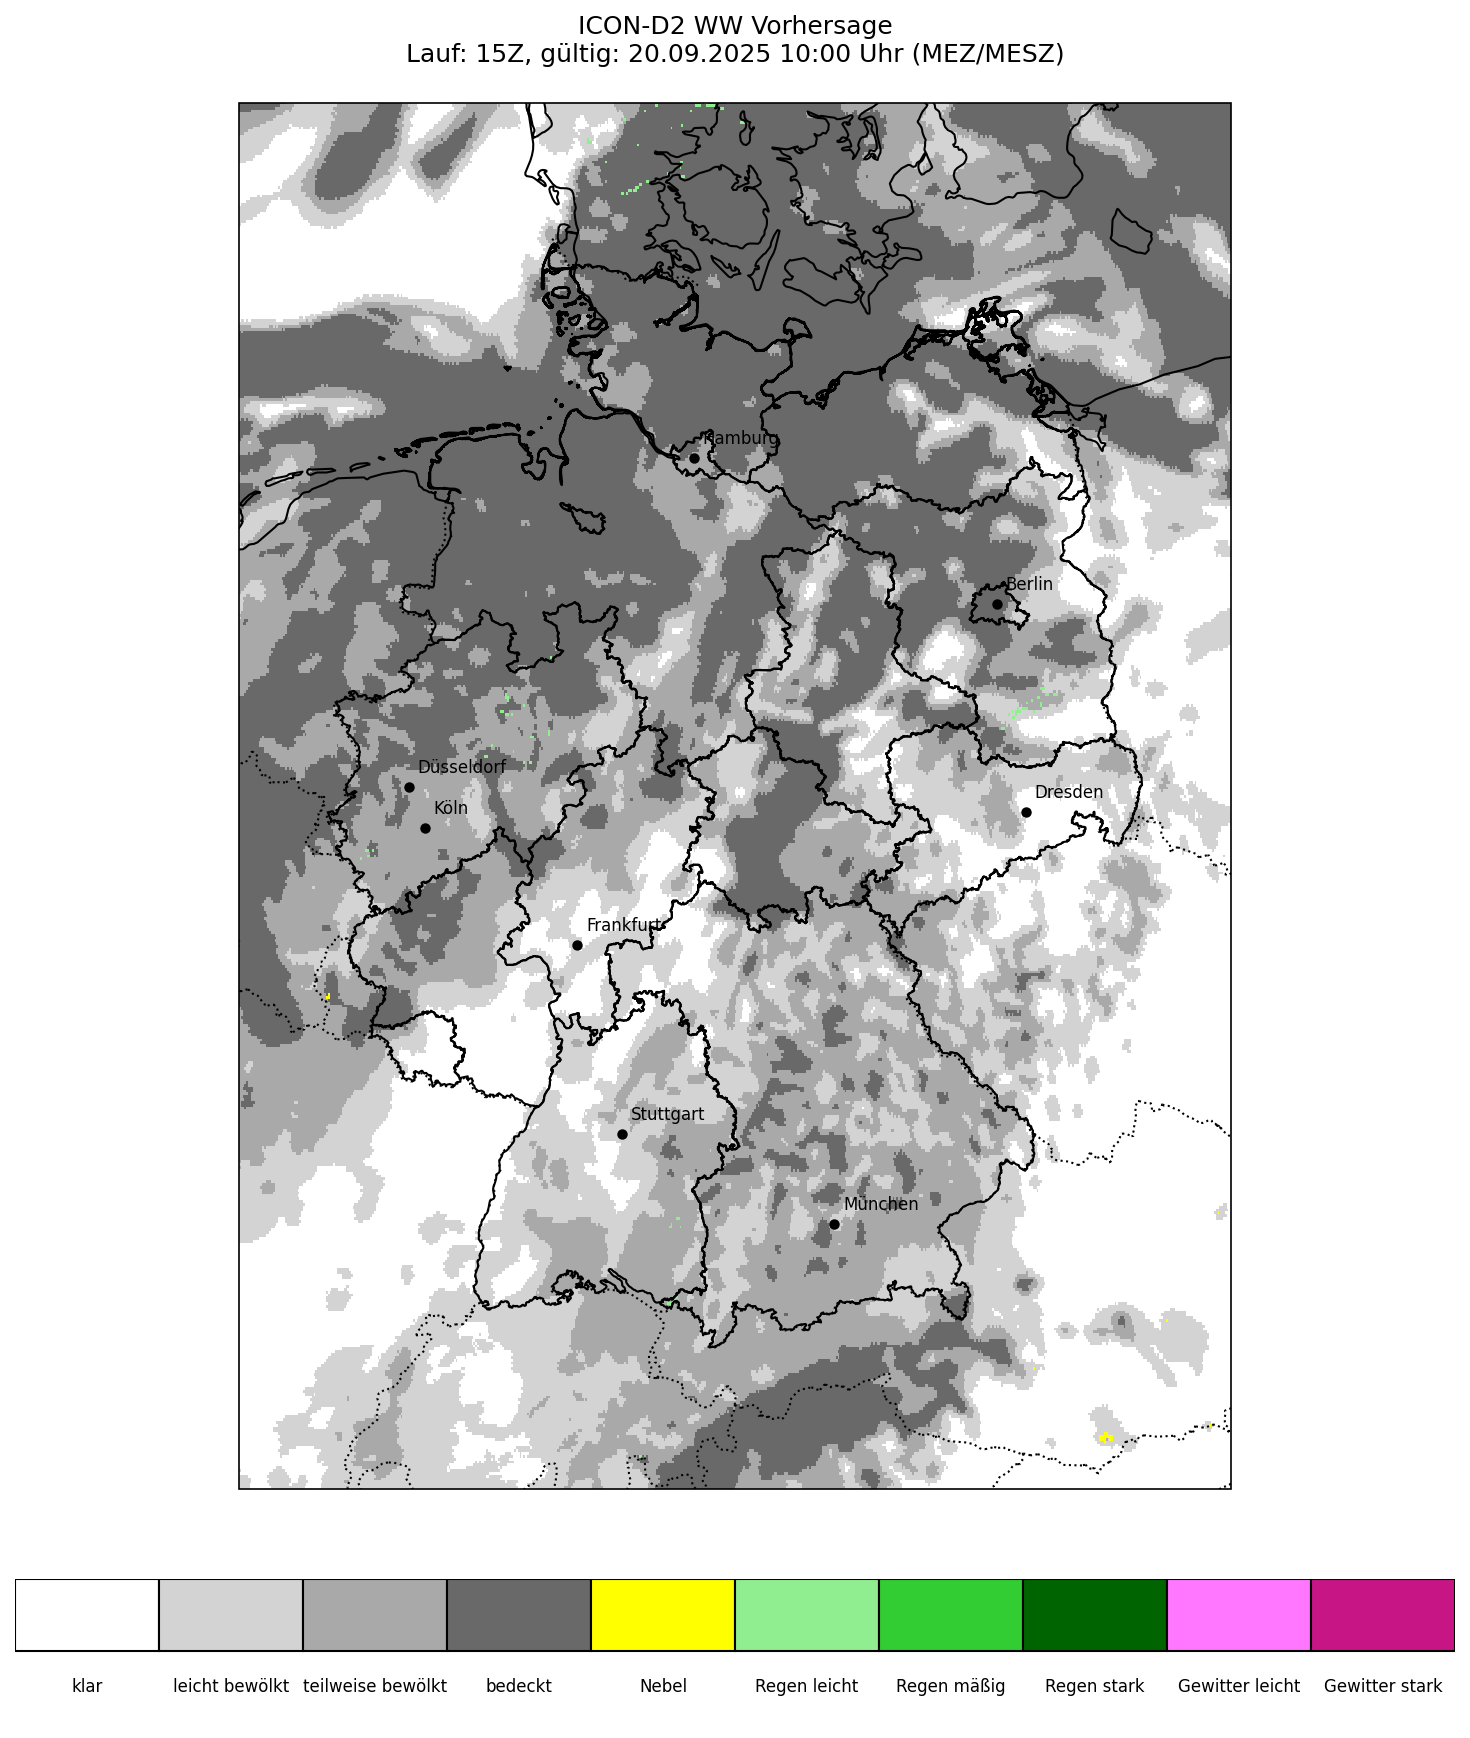 ICON-D2 WW Vorhersage
Lauf: 15Z, gültig: 20.09.2025 10:00 Uhr (MEZ/MESZ)
Hamburg
Berlin
Düsseldorf
Köln
Dresden
Frankfurt
Stuttgart
München
klar
leicht bewölkt
teilweise bewölkt
bedeckt
Nebel
Regen leicht
Regen mäßig
Regen stark
Gewitter leicht
Gewitter stark